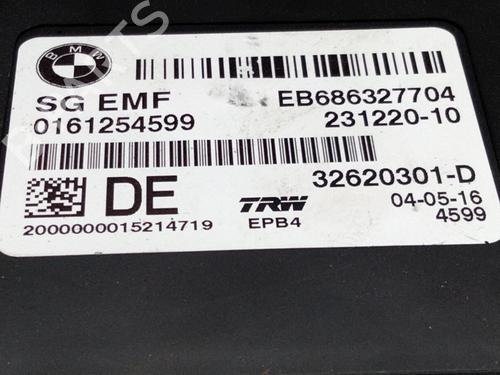 BMW
SG EMF
EB686327704
0161254599
231220-10
32620301-D
DE
TRW
04-05-16
EPB4
4599
2000000015214719